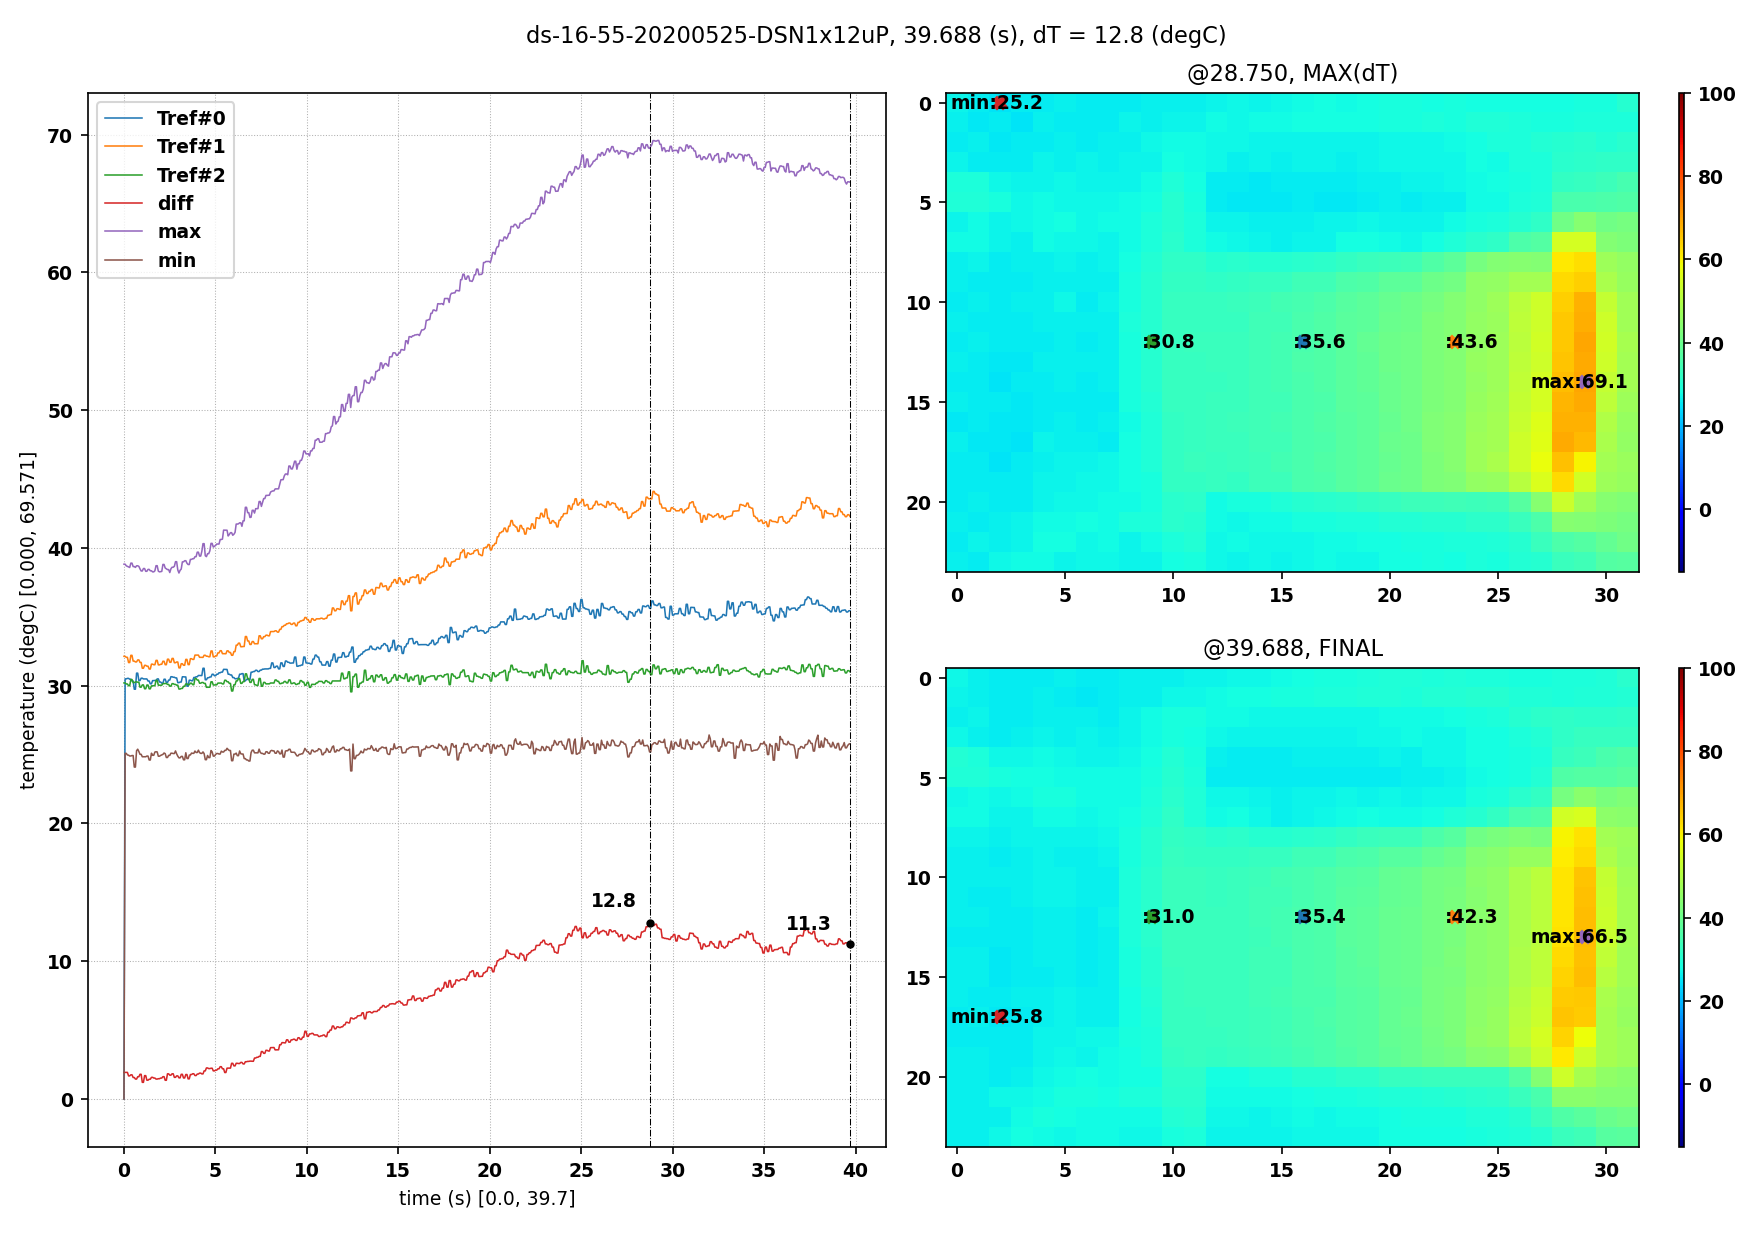 ds-16-55-20200525-DSN1x12uP, 39.688 (s), dT = 12.8 (degC)
temperature (degC) [0.000, 69.571]
70
60
50
40
30
20
10
0
Tref#0
Tref#1
Tref#2
diff
max
min
12.8
11.3
0 5 10 15 20 25 30 35 40
time (s) [0.0, 39.7]
@28.750, MAX(dT)
0
5
10
15
20
min:25.2
:30.8 :35.6 :43.6
max:69.1
0 5 10 15 20 25 30
100
80
60
40
20
0
@39.688, FINAL
0
5
10
15
20
:31.0 :35.4 :42.3
max:66.5
min:25.8
0 5 10 15 20 25 30
100
80
60
40
20
0